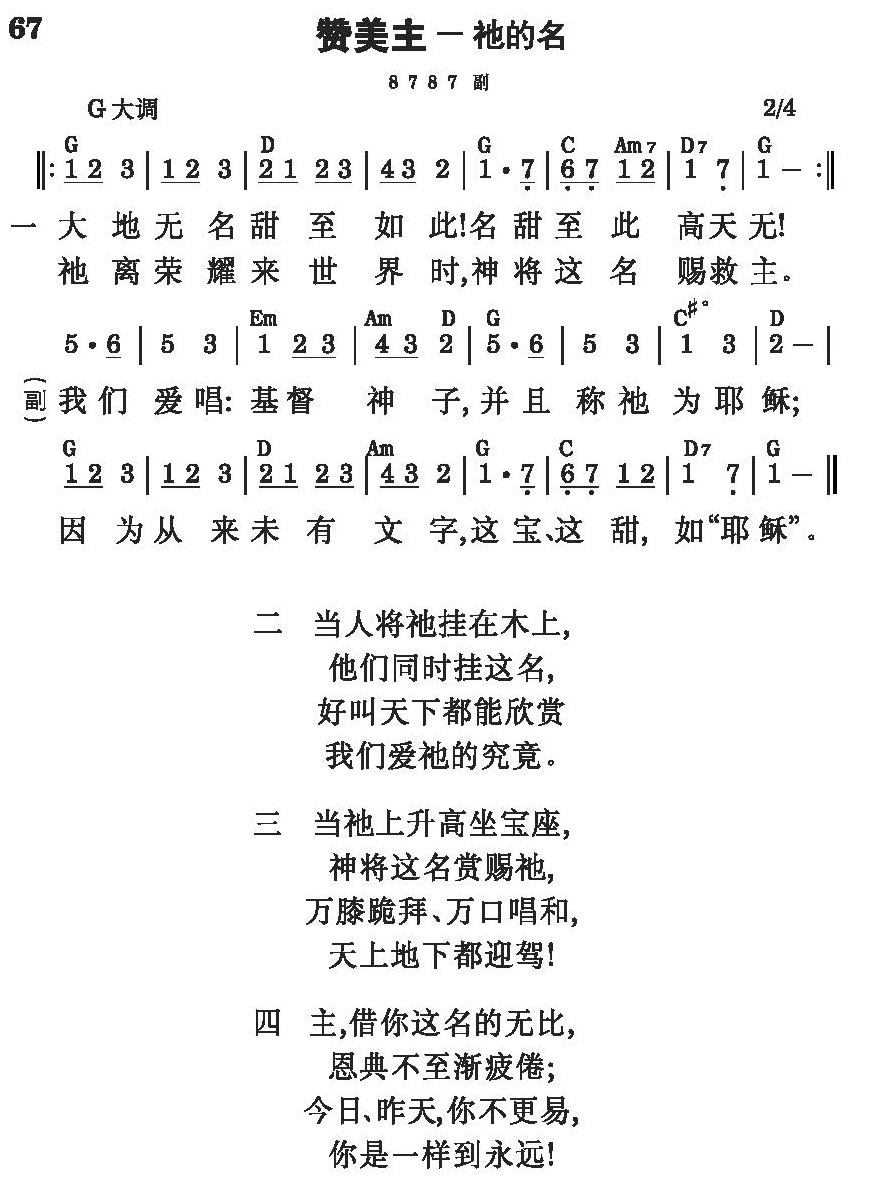 67
赞美主－祂的名
8 7 8 7 副
G大调 2/4
G D G C Am7 D7 G
‖: 1 2 3 | 1 2 3 | 2 1 2 3 | 4 3 2 | 1 · 7 | 6 7 1 2 | 1 7 | 1 － :‖
一 大地无名甜至如此!名甜至此高天无!
祂离荣耀来世界时,神将这名赐救主。
Em Am D G C♯° D
5 · 6 | 5 3 | 1 2 3 | 4 3 2 | 5 · 6 | 5 3 | 1 3 | 2 － |
(副) 我们爱唱:基督神子,并且称祂为耶稣;
G D Am G C D7 G
1 2 3 | 1 2 3 | 2 1 2 3 | 4 3 2 | 1 · 7 | 6 7 1 2 | 1 7 | 1 － ‖
因为从来未有文字,这宝、这甜,如“耶稣”。
二 当人将祂挂在木上,
他们同时挂这名,
好叫天下都能欣赏
我们爱祂的究竟。
三 当祂上升高坐宝座,
神将这名赏赐祂,
万膝跪拜、万口唱和,
天上地下都迎驾!
四 主,借你这名的无比,
恩典不至渐疲倦;
今日、昨天,你不更易,
你是一样到永远!